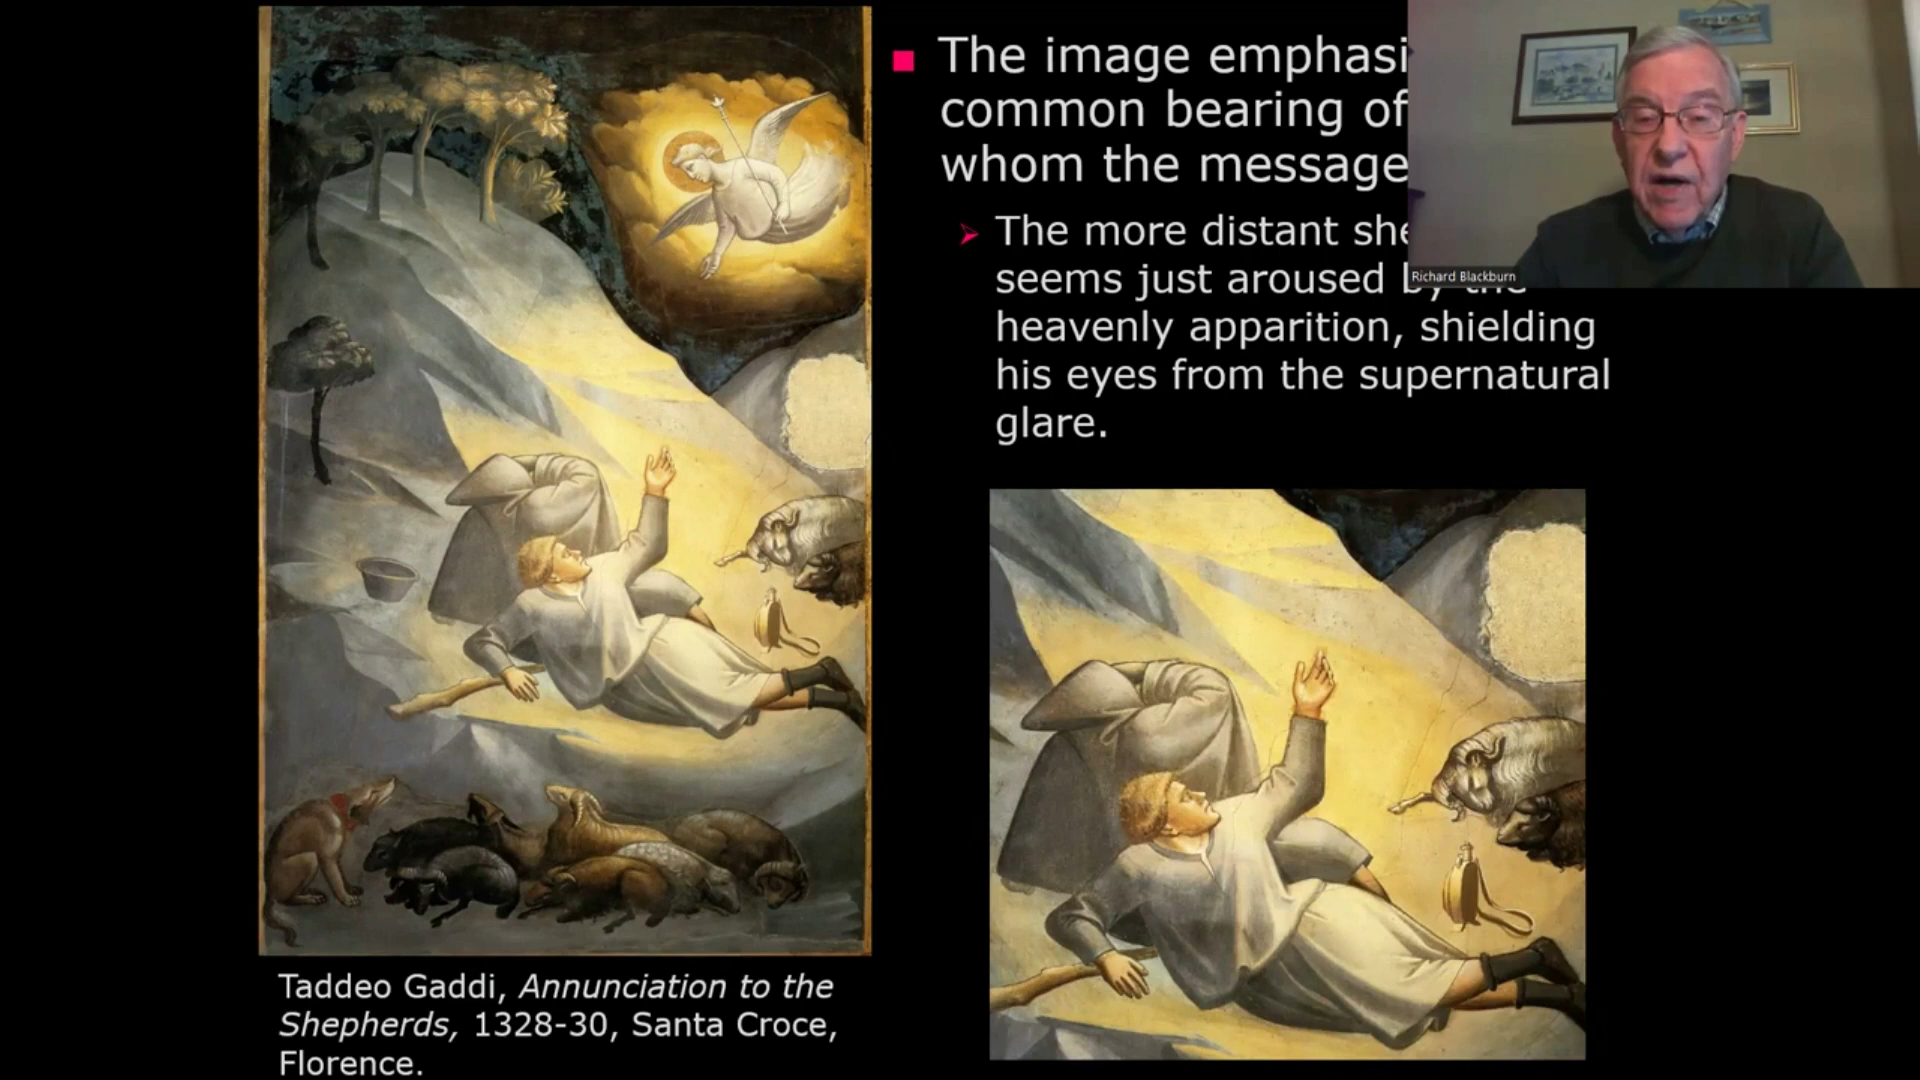 The image emphasi
common bearing of
whom the message
The more distant she
seems just aroused by the
heavenly apparition, shielding
his eyes from the supernatural
glare.
Richard Blackburn
Taddeo Gaddi, Annunciation to the
Shepherds, 1328-30, Santa Croce,
Florence.